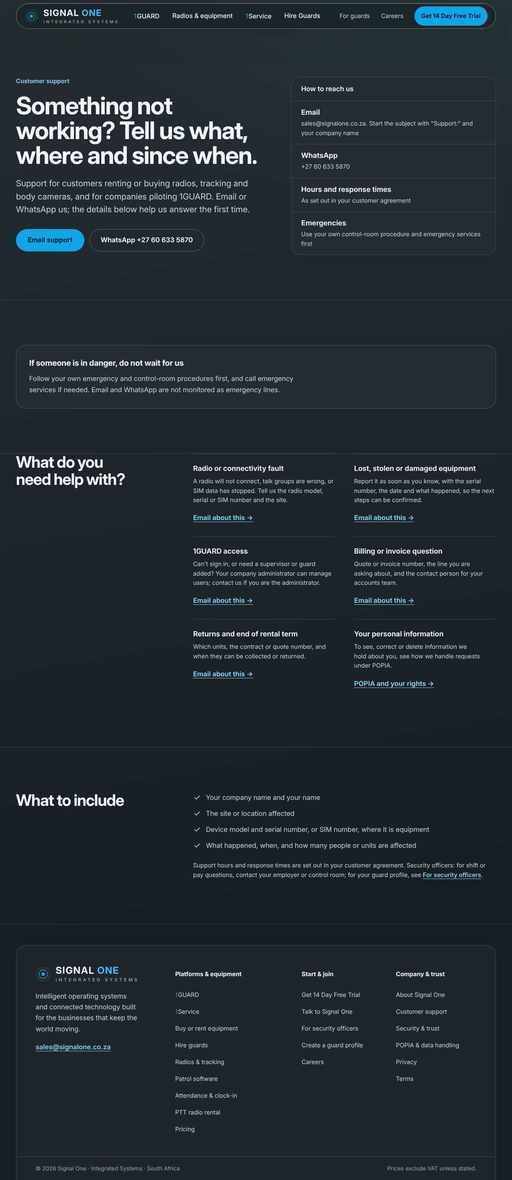 SIGNAL ONE
INTEGRATED SYSTEMS
1GUARD
Radios & equipment
1Service
Hire Guards
For guards
Careers
Get 14 Day Free Trial
Customer support
Something not
working? Tell us what,
where and since when.
Support for customers renting or buying radios, tracking and
body cameras, and for companies piloting 1GUARD. Email or
WhatsApp us; the details below help us answer the first time.
Email support
WhatsApp +27 60 633 5870
How to reach us
Email
sales@signalone.co.za. Start the subject with "Support:" and
your company name
WhatsApp
+27 60 633 5870
Hours and response times
As set out in your customer agreement
Emergencies
Use your own control-room procedure and emergency services
first
If someone is in danger, do not wait for us
Follow your own emergency and control-room procedures first, and call emergency
services if needed. Email and WhatsApp are not monitored as emergency lines.
What do you
need help with?
Radio or connectivity fault
A radio will not connect, talk groups are wrong, or
SIM data has stopped. Tell us the radio model,
serial or SIM number and the site.
Email about this →
Lost, stolen or damaged equipment
Report it as soon as you know, with the serial
number, the date and what happened, so the next
steps can be confirmed.
Email about this →
1GUARD access
Can't sign in, or need a supervisor or guard
added? Your company administrator can manage
users; contact us if you are the administrator.
Email about this →
Billing or invoice question
Quote or invoice number, the line you are
asking about, and the contact person for your
accounts team.
Email about this →
Returns and end of rental term
Which units, the contract or quote number, and
when they can be collected or returned.
Email about this →
Your personal information
To see, correct or delete information we
hold about you, see how we handle requests
under POPIA.
POPIA and your rights →
What to include
✓ Your company name and your name
✓ The site or location affected
✓ Device model and serial number, or SIM number, where it is equipment
✓ What happened, when, and how many people or units are affected
Support hours and response times are set out in your customer agreement. Security officers: for shift or
pay questions, contact your employer or control room; for your guard profile, see For security officers.
SIGNAL ONE
INTEGRATED SYSTEMS
Intelligent operating systems
and connected technology built
for the businesses that keep the
world moving.
sales@signalone.co.za
Platforms & equipment
1GUARD
1Service
Buy or rent equipment
Hire guards
Radios & tracking
Patrol software
Attendance & clock-in
PTT radio rental
Pricing
Start & join
Get 14 Day Free Trial
Talk to Signal One
For security officers
Create a guard profile
Careers
Company & trust
About Signal One
Customer support
Security & trust
POPIA & data handling
Privacy
Terms
© 2026 Signal One · Integrated Systems · South Africa
Prices exclude VAT unless stated.